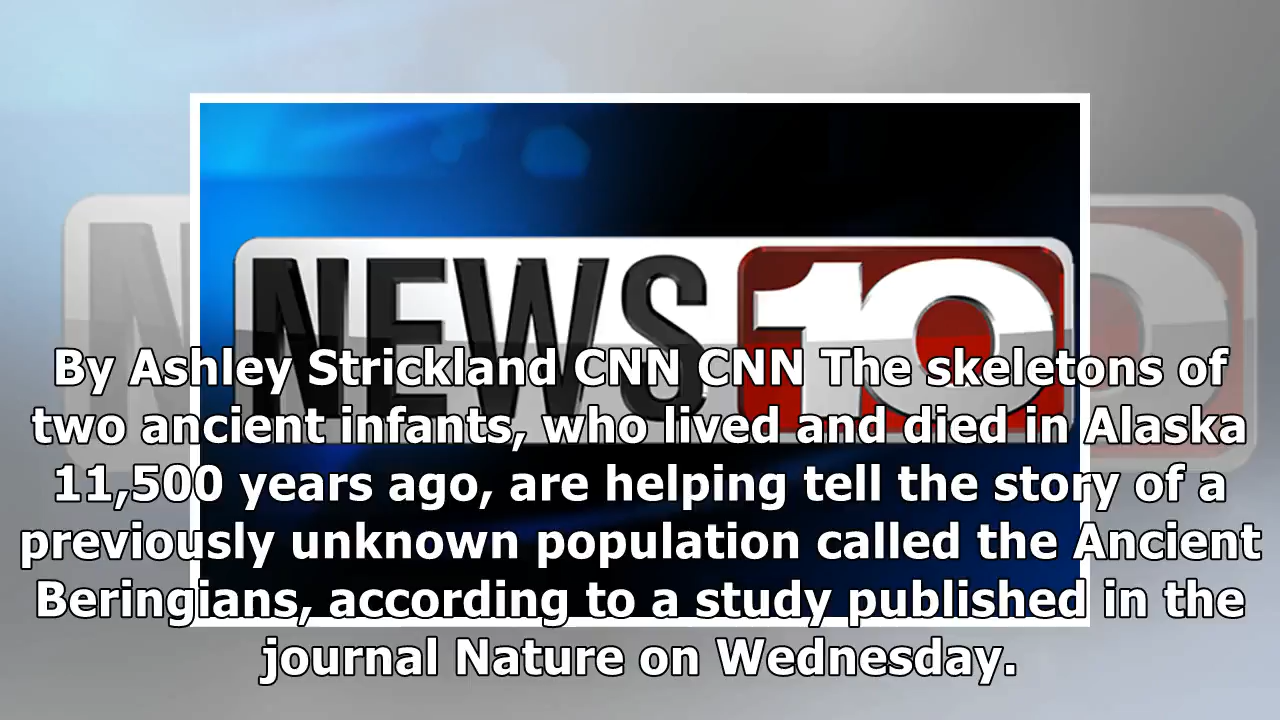 NEWS 10
By Ashley Strickland CNN CNN The skeletons of
two ancient infants, who lived and died in Alaska
11,500 years ago, are helping tell the story of a
previously unknown population called the Ancient
Beringians, according to a study published in the
journal Nature on Wednesday.